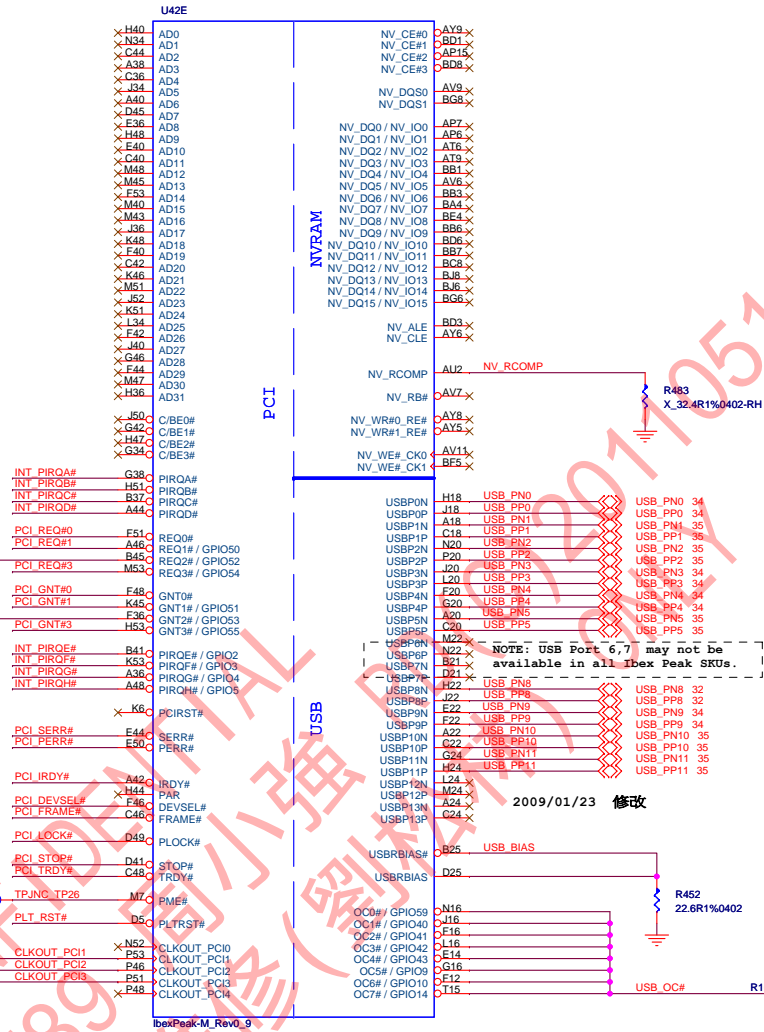 U42E
H40 AD0 NV_CE#0 AY9
N34 AD1 NV_CE#1 BD1
C44 AD2 NV_CE#2 AP15
A38 AD3 NV_CE#3 BD8
C36 AD4
J34 AD5 NV_DQS0 AV9
A40 AD6 NV_DQS1 BG8
D45 AD7
E36 AD8 NV_DQ0 / NV_IO0 AP7
H48 AD9 NV_DQ1 / NV_IO1 AP6
E40 AD10 NV_DQ2 / NV_IO2 AT6
C40 AD11 NV_DQ3 / NV_IO3 AT9
M48 AD12 NV_DQ4 / NV_IO4 BB1
M45 AD13 NV_DQ5 / NV_IO5 AV6
F53 AD14 NV_DQ6 / NV_IO6 BB3
M40 AD15 NV_DQ7 / NV_IO7 BA4
M43 AD16 NV_DQ8 / NV_IO8 BE4
J36 AD17 NV_DQ9 / NV_IO9 BB6
K48 AD18 NV_DQ10 / NV_IO10 BD6
F40 AD19 NV_DQ11 / NV_IO11 BB7
C42 AD20 NV_DQ12 / NV_IO12 BC8
K46 AD21 NV_DQ13 / NV_IO13 BJ8
M51 AD22 NV_DQ14 / NV_IO14 BJ6
J52 AD23 NV_DQ15 / NV_IO15 BG6
K51 AD24
L34 AD25 NV_ALE BD3
F42 AD26 NV_CLE AY6
J40 AD27
G46 AD28
F44 AD29 NV_RCOMP AU2 NV_RCOMP
M47 AD30
H36 AD31 NV_RB# AV7
R483
X_32.4R1%0402-RH
NVRAM
PCI
J50 C/BE0# NV_WR#0_RE# AY8
G42 C/BE1# NV_WR#1_RE# AY5
H47 C/BE2#
G34 C/BE3# NV_WE#_CK0 AV11
NV_WE#_CK1 BF5
INT_PIRQA# G38 PIRQA#
INT_PIRQB# H51 PIRQB#
INT_PIRQC# B37 PIRQC#
INT_PIRQD# A44 PIRQD#
USBP0N H18 USB_PN0 USB_PN0 34
USBP0P J18 USB_PP0 USB_PP0 34
USBP1N A18 USB_PN1 USB_PN1 35
USBP1P C18 USB_PP1 USB_PP1 35
USBP2N N20 USB_PN2 USB_PN2 35
USBP2P P20 USB_PP2 USB_PP2 35
USBP3N J20 USB_PN3 USB_PN3 34
USBP3P L20 USB_PP3 USB_PP3 34
USBP4N F20 USB_PN4 USB_PN4 34
USBP4P G20 USB_PP4 USB_PP4 34
USBP5N A20 USB_PN5 USB_PN5 35
USBP5P C20 USB_PP5 USB_PP5 35
USBP6N M22
USBP6P N22
USBP7N B21
USBP7P D21
NOTE: USB Port 6,7 may not be
available in all Ibex Peak SKUs.
USBP8N H22 USB_PN8 USB_PN8 32
USBP8P J22 USB_PP8 USB_PP8 32
USBP9N E22 USB_PN9 USB_PN9 34
USBP9P F22 USB_PP9 USB_PP9 34
USBP10N A22 USB_PN10 USB_PN10 35
USBP10P C22 USB_PP10 USB_PP10 35
USBP11N G24 USB_PN11 USB_PN11 35
USBP11P H24 USB_PP11 USB_PP11 35
USBP12N L24
USBP12P M24
USBP13N A24
USBP13P C24
2009/01/23 修改
PCI_REQ#0 F51 REQ0#
PCI_REQ#1 A46 REQ1# / GPIO50
B45 REQ2# / GPIO52
PCI_REQ#3 M53 REQ3# / GPIO54
PCI_GNT#0 F48 GNT0#
PCI_GNT#1 K45 GNT1# / GPIO51
F36 GNT2# / GPIO53
PCI_GNT#3 H53 GNT3# / GPIO55
INT_PIRQE# B41 PIRQE# / GPIO2
INT_PIRQF# K53 PIRQF# / GPIO3
INT_PIRQG# A36 PIRQG# / GPIO4
INT_PIRQH# A48 PIRQH# / GPIO5
K6 PCIRST#
USB
PCI_SERR# E44 SERR#
PCI_PERR# E50 PERR#
PCI_IRDY# A42 IRDY#
H44 PAR
PCI_DEVSEL# F46 DEVSEL#
PCI_FRAME# C46 FRAME#
PCI_LOCK# D49 PLOCK#
PCI_STOP# D41 STOP#
PCI_TRDY# C48 TRDY#
TPJNC_TP26 M7 PME#
PLT_RST# D5 PLTRST#
N52 CLKOUT_PCI0
CLKOUT_PCI1 P53 CLKOUT_PCI1
CLKOUT_PCI2 P46 CLKOUT_PCI2
CLKOUT_PCI3 P51 CLKOUT_PCI3
P48 CLKOUT_PCI4
USBRBIAS# B25 USB_BIAS
USBRBIAS D25
R452
22.6R1%0402
OC0# / GPIO59 N16
OC1# / GPIO40 J16
OC2# / GPIO41 F16
OC3# / GPIO42 L16
OC4# / GPIO43 E14
OC5# / GPIO9 G16
OC6# / GPIO10 F12
OC7# / GPIO14 T15 USB_OC# R1
IbexPeak-M_Rev0_9